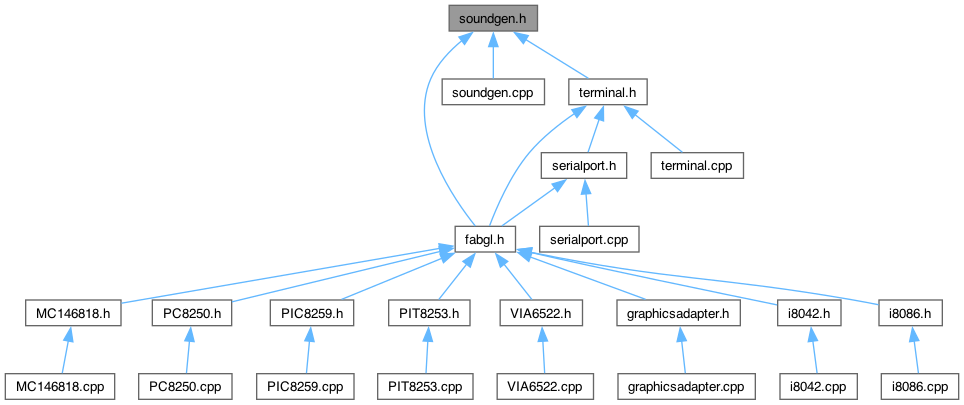 soundgen.h
soundgen.cpp
terminal.h
serialport.h
terminal.cpp
fabgl.h
serialport.cpp
MC146818.h
PC8250.h
PIC8259.h
PIT8253.h
VIA6522.h
graphicsadapter.h
i8042.h
i8086.h
MC146818.cpp
PC8250.cpp
PIC8259.cpp
PIT8253.cpp
VIA6522.cpp
graphicsadapter.cpp
i8042.cpp
i8086.cpp